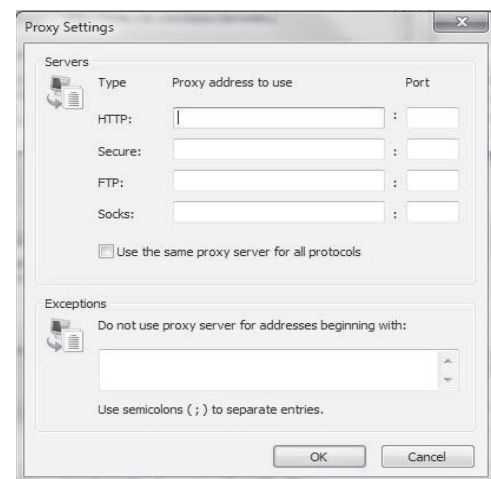 Proxy Settings
Servers
Type Proxy address to use Port
HTTP: :
Secure: :
FTP: :
Socks: :
Use the same proxy server for all protocols
Exceptions
Do not use proxy server for addresses beginning with:
Use semicolons ( ; ) to separate entries.
OK Cancel